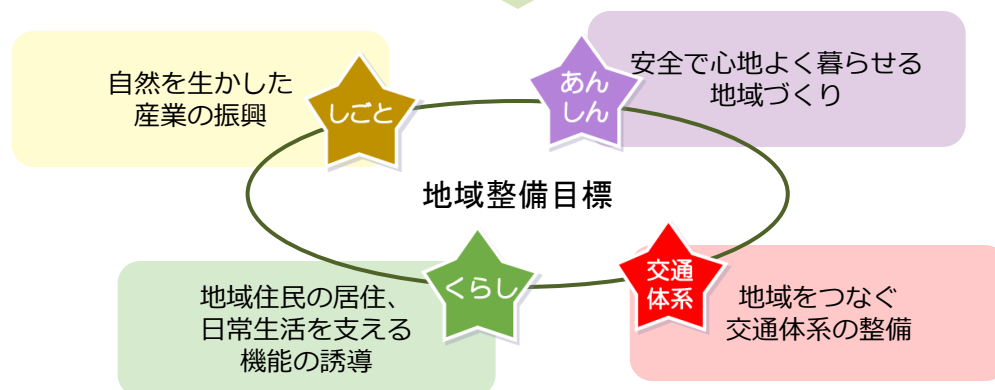 自然を生かした
産業の振興
しごと
あん
しん
安全で心地よく暮らせる
地域づくり
地域整備目標
地域住民の居住、
日常生活を支える
機能の誘導
くらし
交通
体系
地域をつなぐ
交通体系の整備